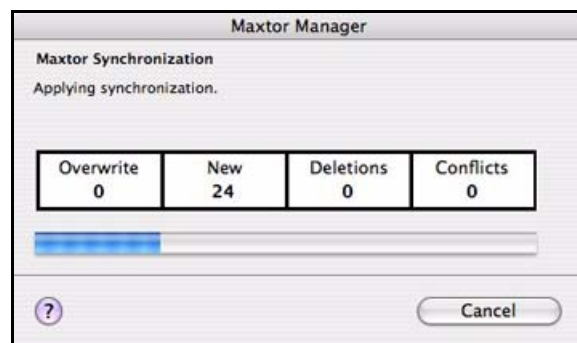 Maxtor Manager
Maxtor Synchronization
Applying synchronization.
Overwrite New Deletions Conflicts
0 24 0 0
?
Cancel